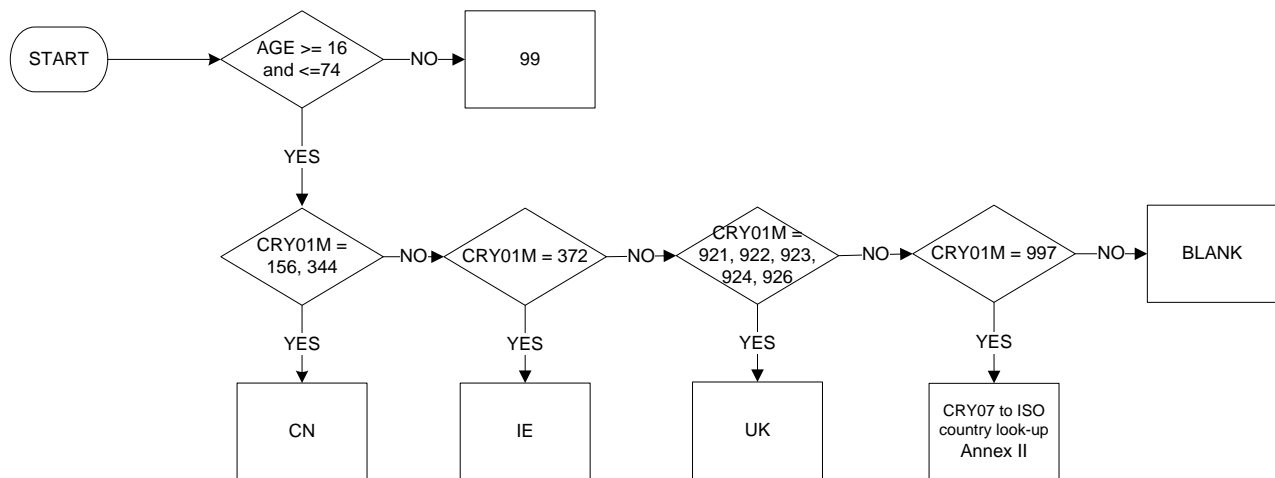 START
AGE >= 16
and <=74
NO
99
YES
CRY01M =
156, 344
NO
CRY01M = 372
NO
CRY01M =
921, 922, 923,
924, 926
NO
CRY01M = 997
NO
BLANK
YES
YES
YES
YES
CN
IE
UK
CRY07 to ISO
country look-up
Annex II